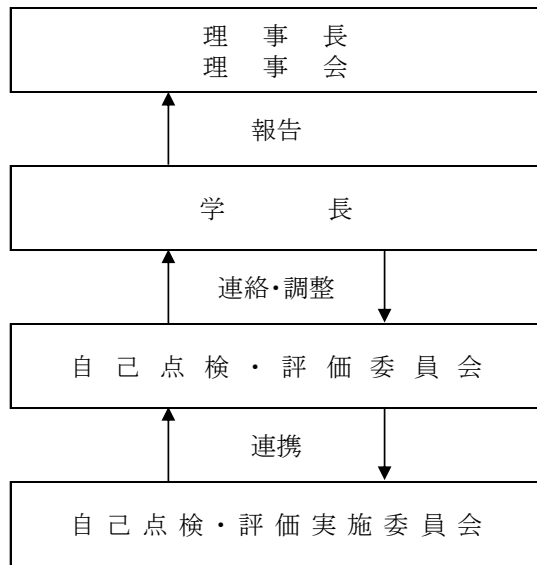 理事長
理事会
報告
学長
連絡・調整
自己点検・評価委員会
連携
自己点検・評価実施委員会